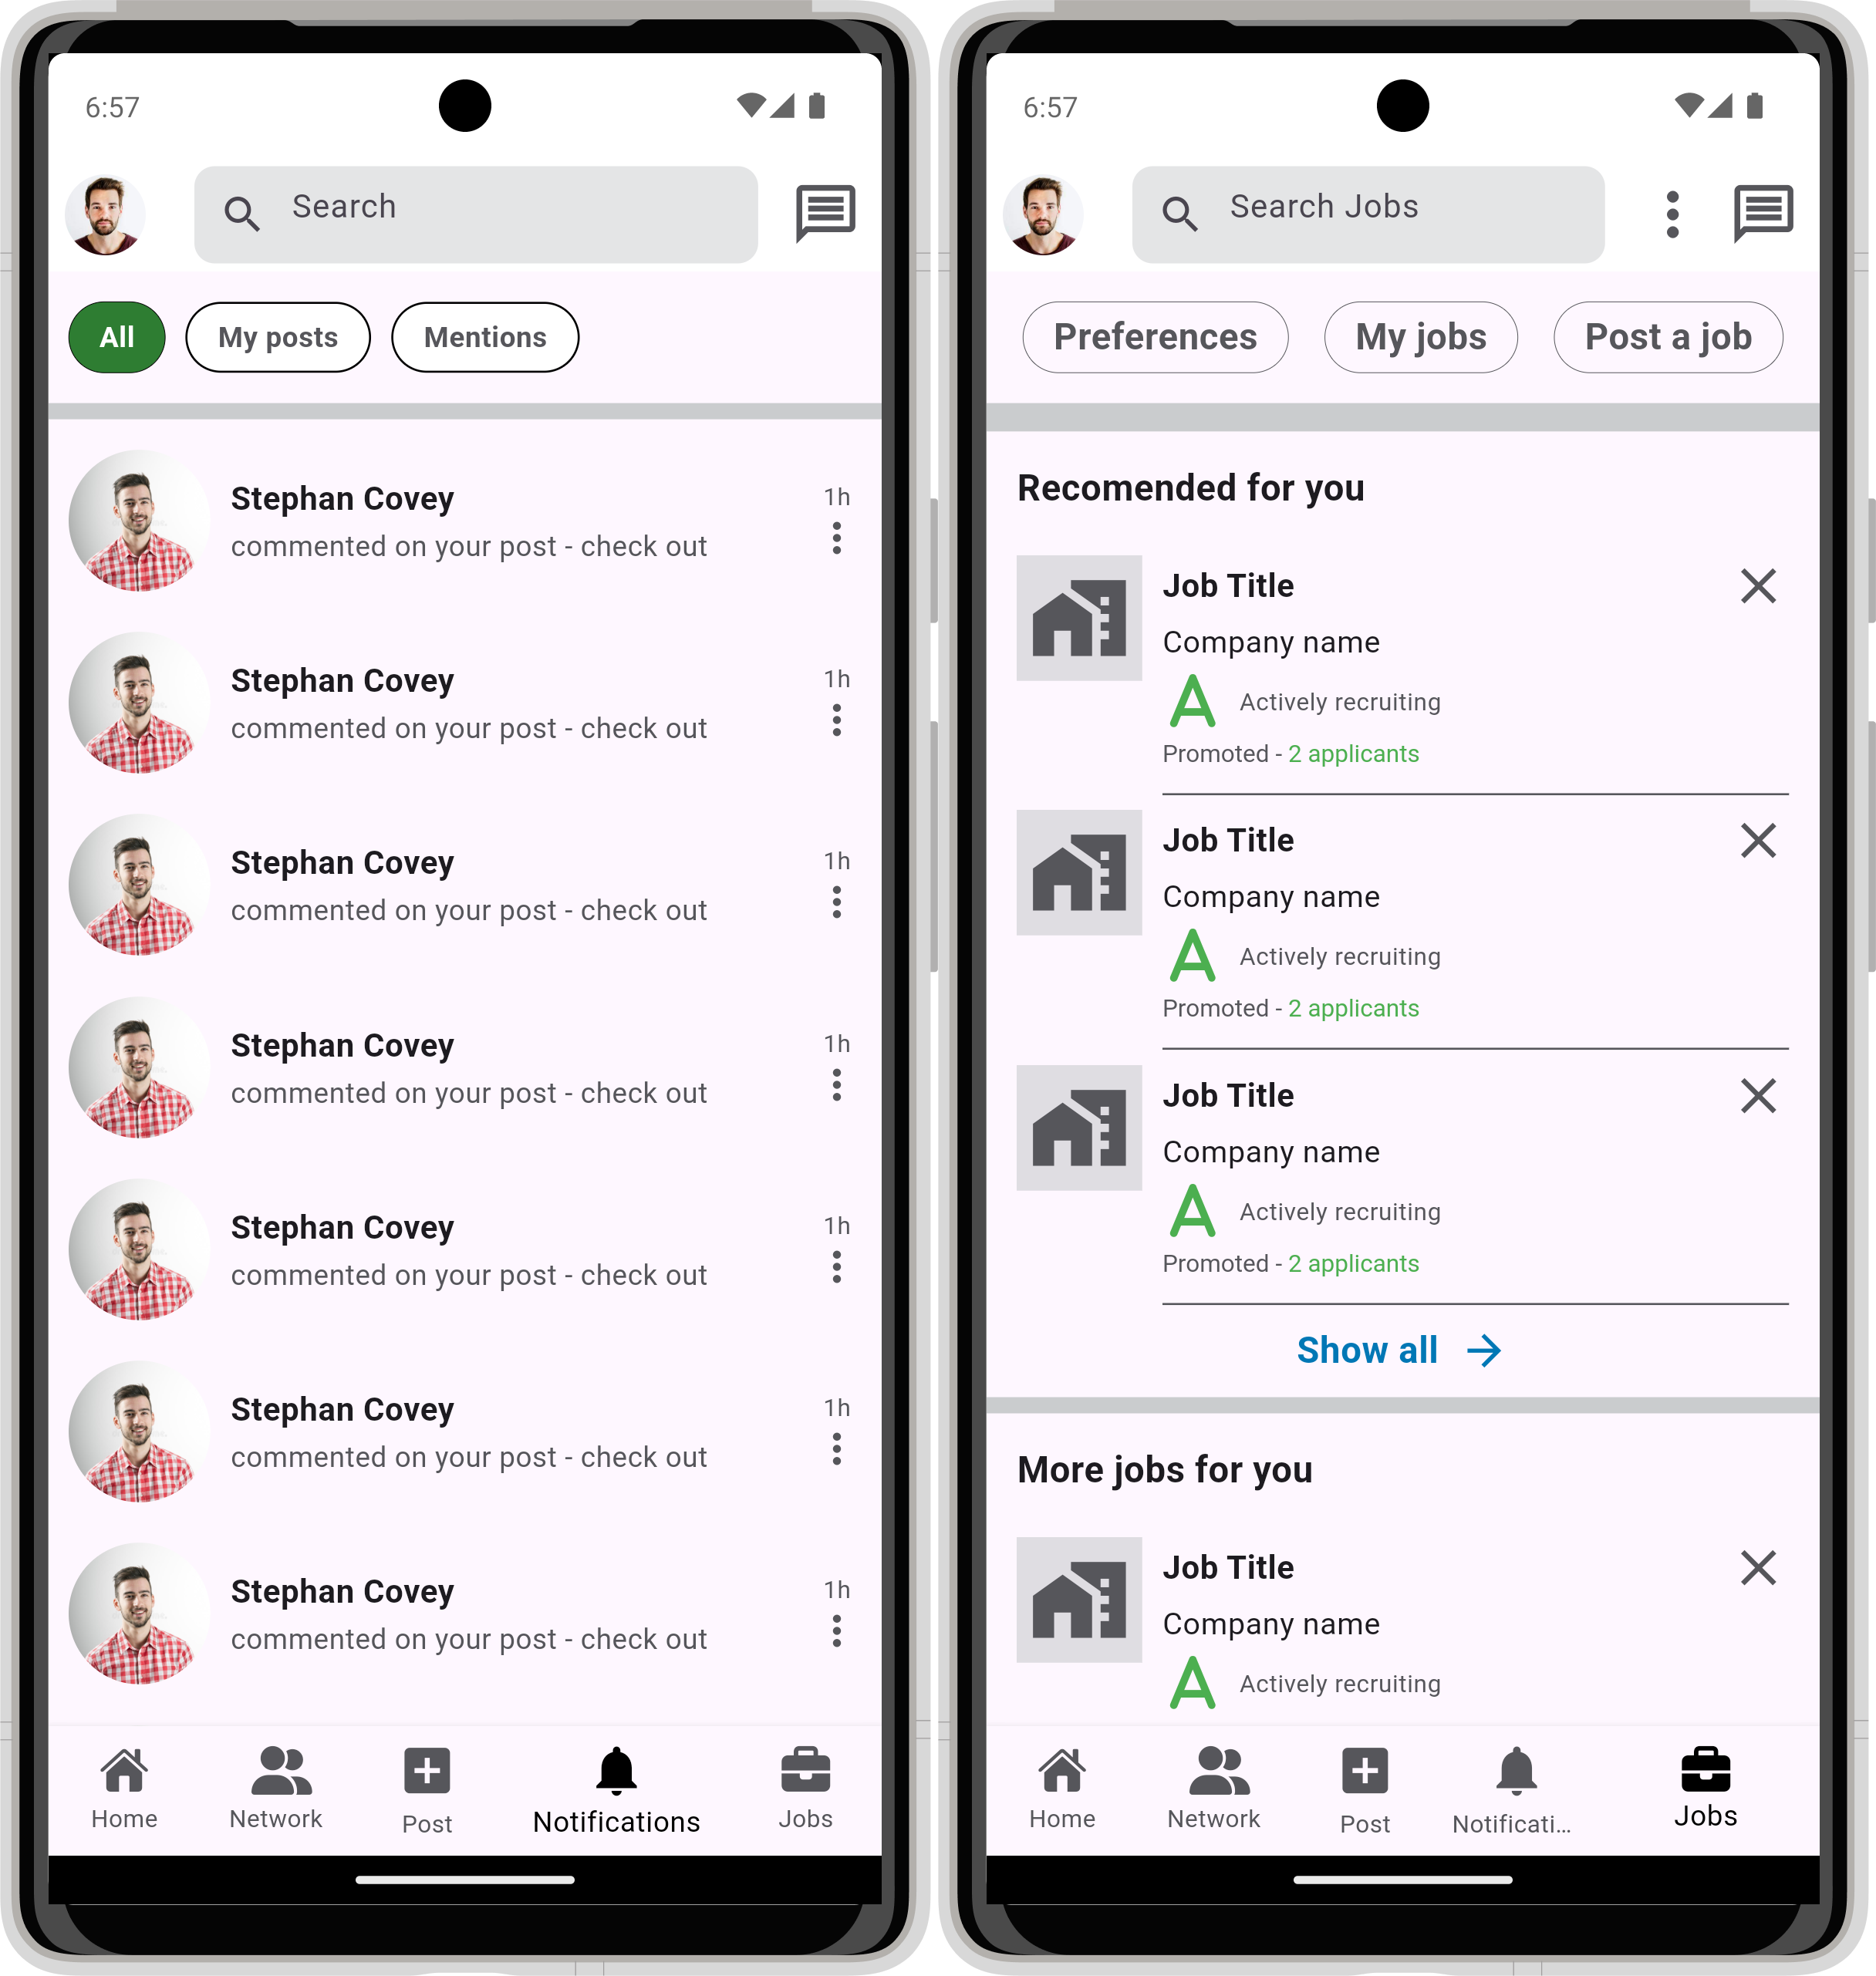 6:57
Search
All
My posts
Mentions
Stephan Covey
1h
commented on your post - check out
Stephan Covey
1h
commented on your post - check out
Stephan Covey
1h
commented on your post - check out
Stephan Covey
1h
commented on your post - check out
Stephan Covey
1h
commented on your post - check out
Stephan Covey
1h
commented on your post - check out
Stephan Covey
1h
commented on your post - check out
Home
Network
Post
Notifications
Jobs
6:57
Search Jobs
Preferences
My jobs
Post a job
Recomended for you
Job Title
Company name
A Actively recruiting
Promoted - 2 applicants
Job Title
Company name
A Actively recruiting
Promoted - 2 applicants
Job Title
Company name
A Actively recruiting
Promoted - 2 applicants
Show all
More jobs for you
Job Title
Company name
A Actively recruiting
Home
Network
Post
Notificati...
Jobs